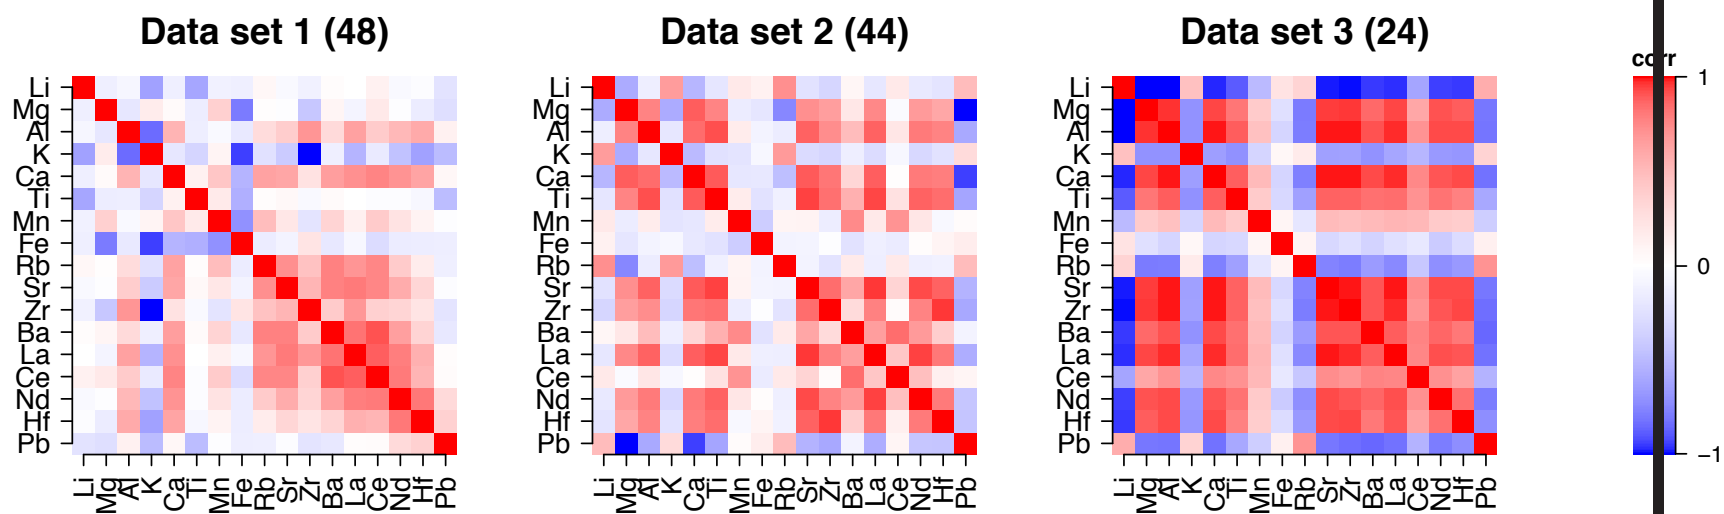 Data set 1 (48)
Li
Mg
Al
K
Ca
Ti
Mn
Fe
Rb
Sr
Zr
Ba
La
Ce
Nd
Hf
Pb
Li Mg Al K Ca Ti Mn Fe Rb Sr Zr Ba La Ce Nd Hf Pb
Data set 2 (44)
Li
Mg
Al
K
Ca
Ti
Mn
Fe
Rb
Sr
Zr
Ba
La
Ce
Nd
Hf
Pb
Li Mg Al K Ca Ti Mn Fe Rb Sr Zr Ba La Ce Nd Hf Pb
Data set 3 (24)
Li
Mg
Al
K
Ca
Ti
Mn
Fe
Rb
Sr
Zr
Ba
La
Ce
Nd
Hf
Pb
Li Mg Al K Ca Ti Mn Fe Rb Sr Zr Ba La Ce Nd Hf Pb
corr
1
0
−1